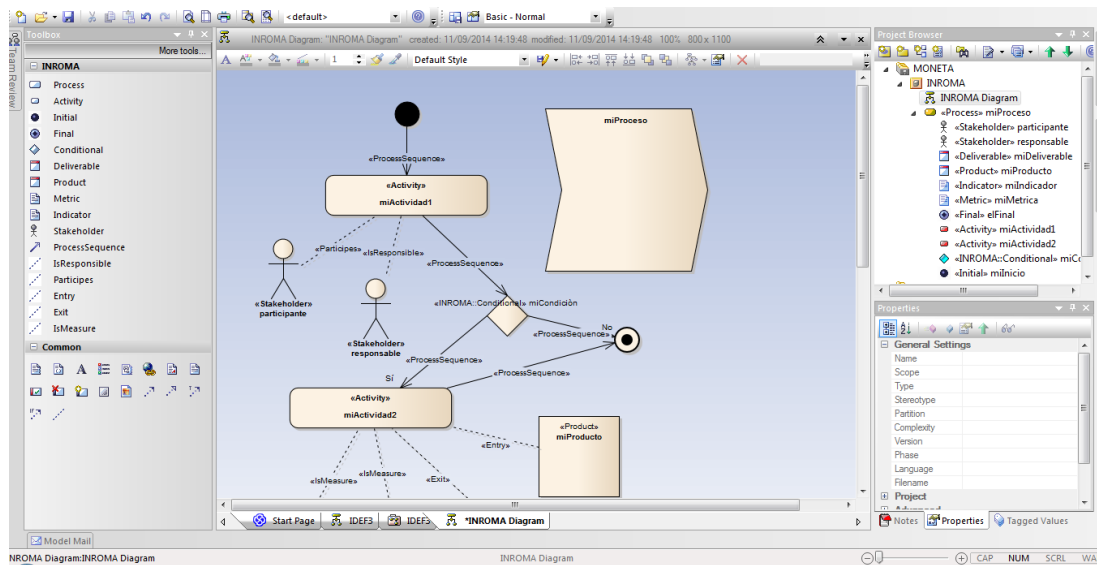 <default>
Basic - Normal
Toolbox
More tools...
INROMA
Process
Activity
Initial
Final
Conditional
Deliverable
Product
Metric
Indicator
Stakeholder
ProcessSequence
IsResponsible
Participes
Entry
Exit
IsMeasure
Common
Team Review
INROMA Diagram: "INROMA Diagram" created: 11/09/2014 14:19:48 modified: 11/09/2014 14:19:48 100% 800 x 1100
1
Default Style
«ProcessSequence»
«Activity»
miActividad1
miProceso
«Participes»
«IsResponsible»
«ProcessSequence»
«Stakeholder»
participante
«INROMA::Conditional» miCondición
No
«ProcessSequence»
«Stakeholder»
responsable
«ProcessSequence»
«ProcessSequence»
Sí
«Activity»
miActividad2
«Product»
miProducto
«Entry»
«IsMeasure»
«IsMeasure»
«Exit»
Start Page
IDEF3
IDEF3
*INROMA Diagram
Project Browser
MONETA
INROMA
INROMA Diagram
«Process» miProceso
«Stakeholder» participante
«Stakeholder» responsable
«Deliverable» miDeliverable
«Product» miProducto
«Indicator» miIndicador
«Metric» miMetrica
«Final» elFinal
«Activity» miActividad1
«Activity» miActividad2
«INROMA::Conditional» miCo
«Initial» miInicio
Properties
General Settings
Name
Scope
Type
Stereotype
Partition
Complexity
Version
Phase
Language
Filename
Project
Advanced
Notes
Properties
Tagged Values
Model Mail
NROMA Diagram:INROMA Diagram
INROMA Diagram
CAP
NUM
SCRL
WA